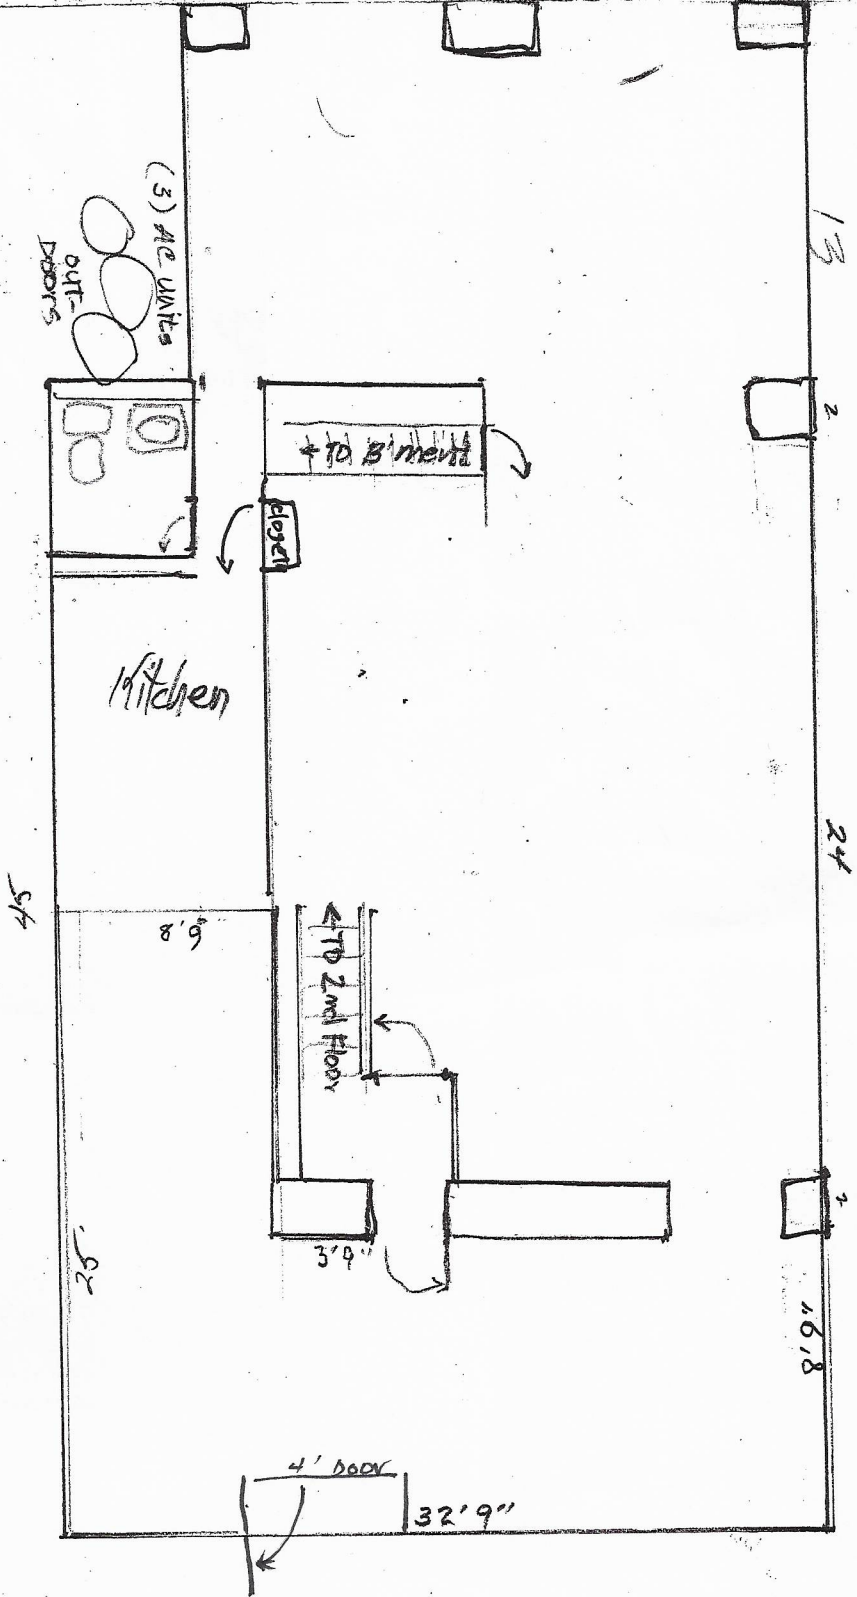 (3) AC units
out-
Doors
13
2
← TO B'ment
closet
Kitchen
24
45
8'9"
← TO 2nd Floor
2
3'9"
25'
8'9"
4' DOOR
32'9"